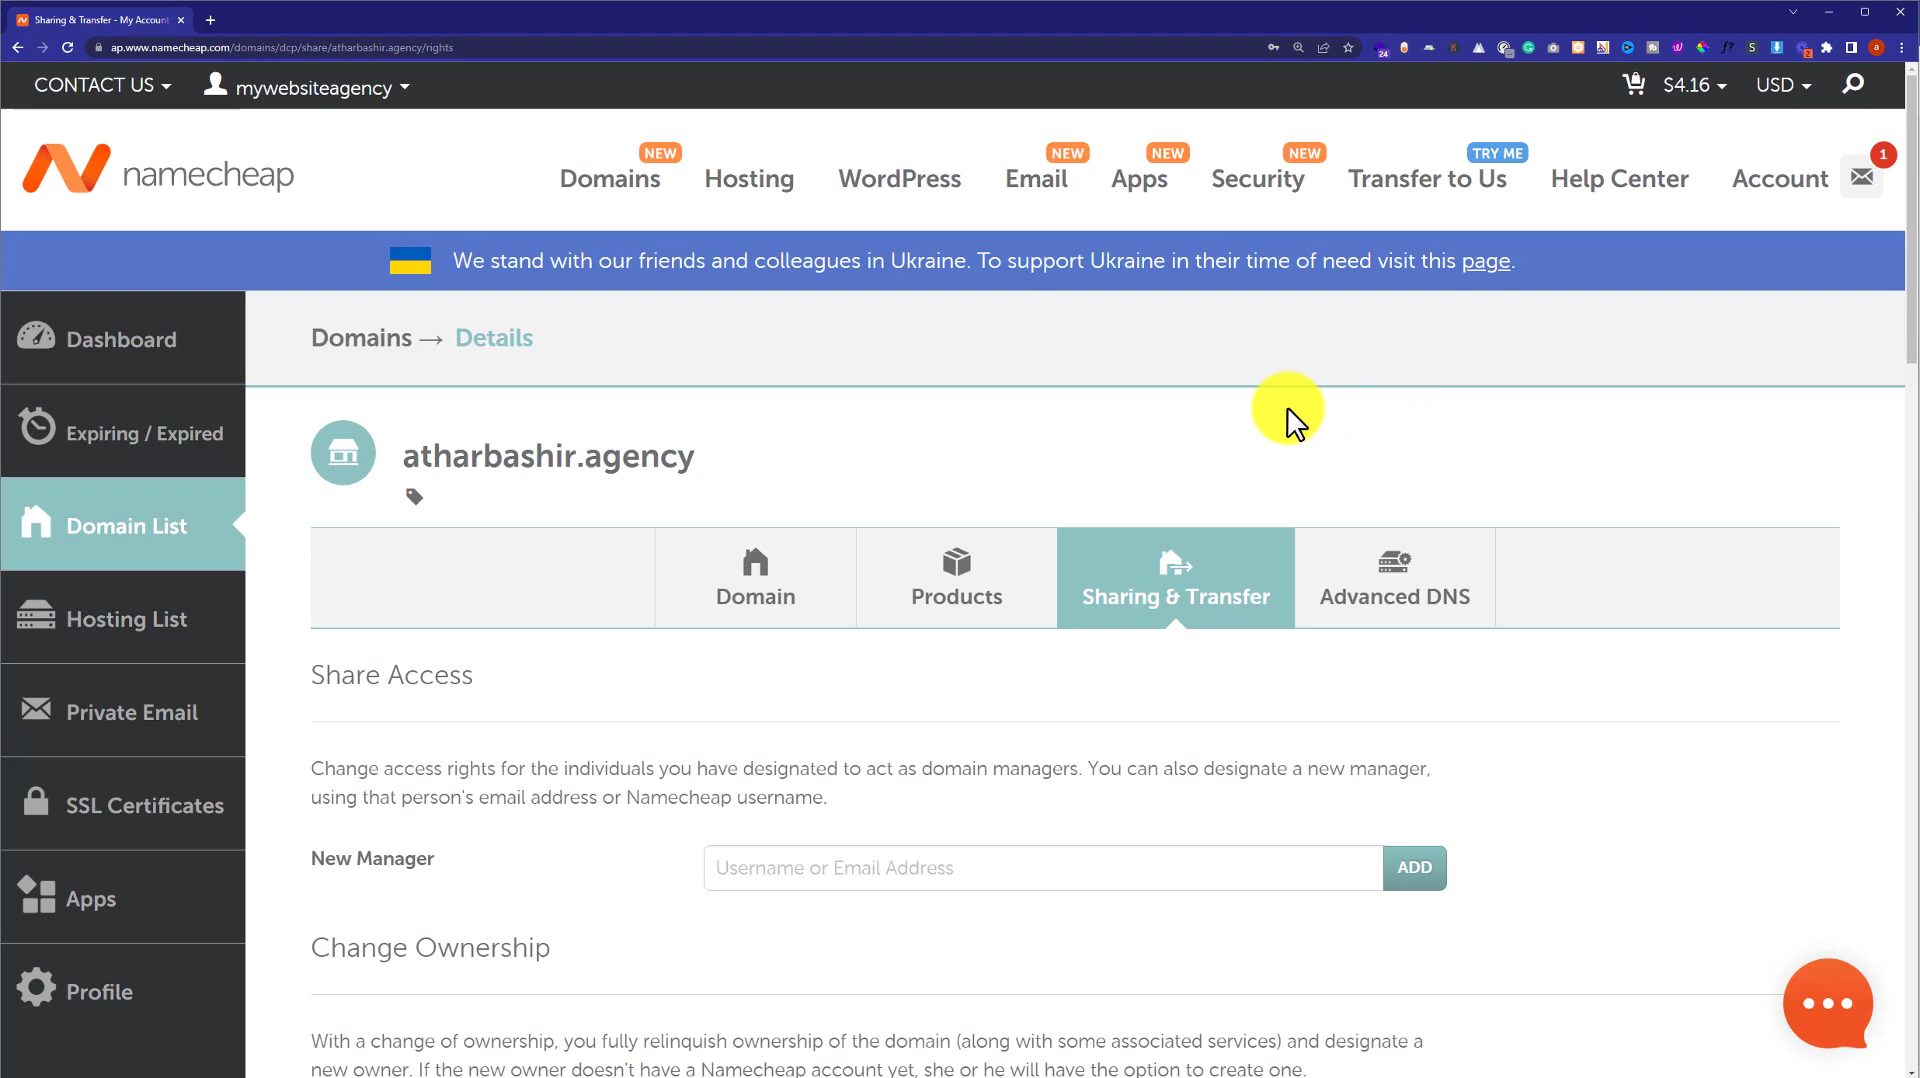 Sharing & Transfer - My Account
ap.www.namecheap.com/domains/dcp/share/atharbashir.agency/rights
24
2
a
CONTACT US
mywebsiteagency
$4.16
USD
namecheap
NEW
NEW
NEW
NEW
TRY ME
1
Domains
Hosting
WordPress
Email
Apps
Security
Transfer to Us
Help Center
Account
We stand with our friends and colleagues in Ukraine. To support Ukraine in their time of need visit this page.
Dashboard
Expiring / Expired
Domain List
Hosting List
Private Email
SSL Certificates
Apps
Profile
Domains → Details
atharbashir.agency
Domain
Products
Sharing & Transfer
Advanced DNS
Share Access
Change access rights for the individuals you have designated to act as domain managers. You can also designate a new manager,
using that person's email address or Namecheap username.
New Manager
Username or Email Address
ADD
Change Ownership
With a change of ownership, you fully relinquish ownership of the domain (along with some associated services) and designate a
new owner. If the new owner doesn't have a Namecheap account yet, she or he will have the option to create one.